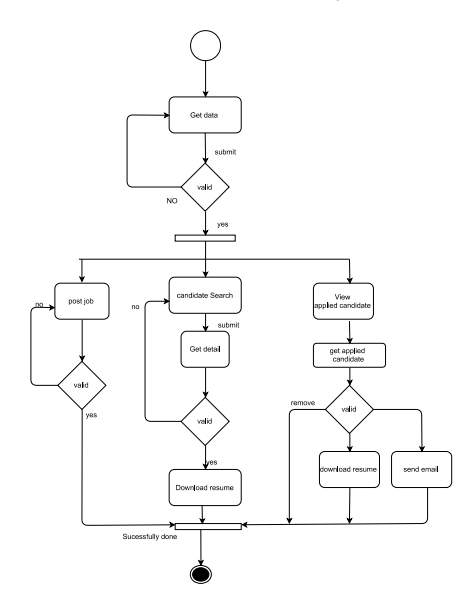 Get data
submit
valid
NO
yes
post job
no
valid
yes
candidate Search
no
submit
Get detail
valid
yes
Download resume
View
applied candidate
get applied
candidate
remove
valid
download resume
send email
Sucessfully done